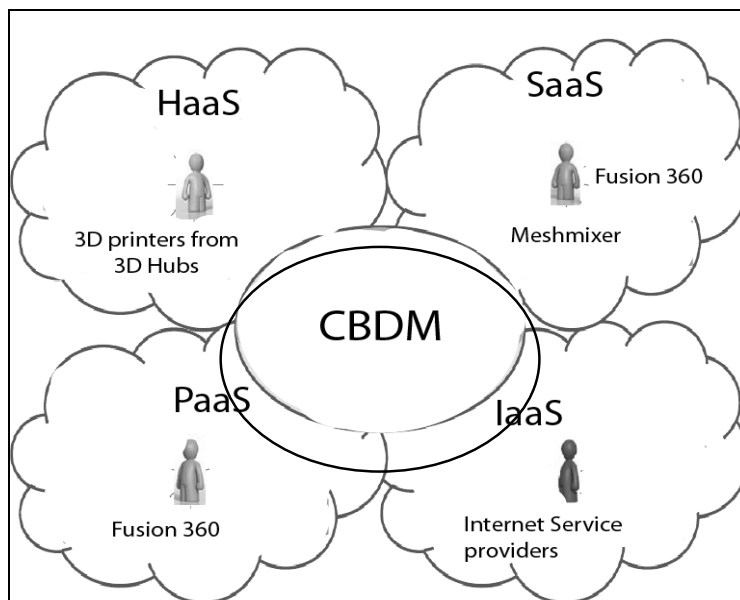 HaaS
SaaS
Fusion 360
3D printers from
3D Hubs
Meshmixer
CBDM
PaaS
IaaS
Fusion 360
Internet Service
providers